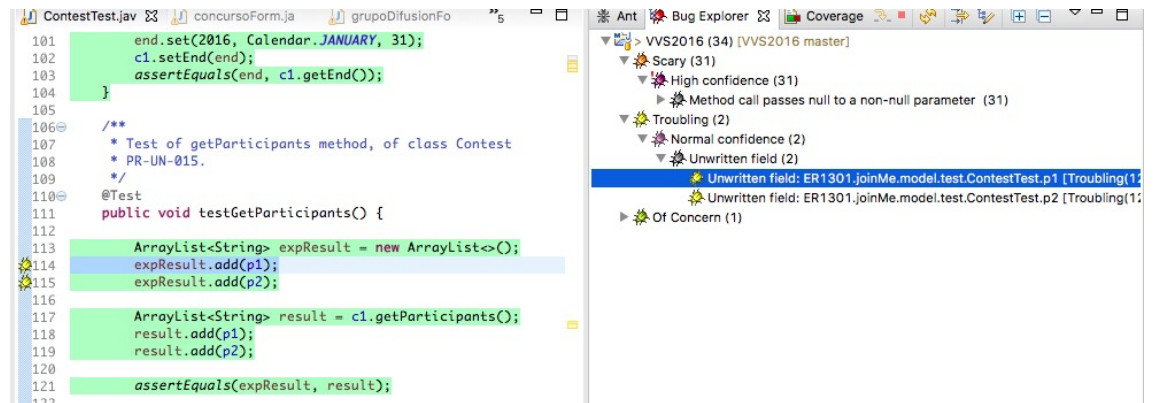 ContestTest.jav
concursoForm.ja
grupoDifusionFo
»5
101 end.set(2016, Calendar.JANUARY, 31);
102 c1.setEnd(end);
103 assertEquals(end, c1.getEnd());
104 }
105
106 /**
107 * Test of getParticipants method, of class Contest
108 * PR-UN-015.
109 */
110 @Test
111 public void testGetParticipants() {
112
113 ArrayList<String> expResult = new ArrayList<>();
114 expResult.add(p1);
115 expResult.add(p2);
116
117 ArrayList<String> result = c1.getParticipants();
118 result.add(p1);
119 result.add(p2);
120
121 assertEquals(expResult, result);
Ant
Bug Explorer
Coverage
> VVS2016 (34) [VVS2016 master]
Scary (31)
High confidence (31)
Method call passes null to a non-null parameter (31)
Troubling (2)
Normal confidence (2)
Unwritten field (2)
Unwritten field: ER1301.joinMe.model.test.ContestTest.p1 [Troubling(12
Unwritten field: ER1301.joinMe.model.test.ContestTest.p2 [Troubling(12
Of Concern (1)